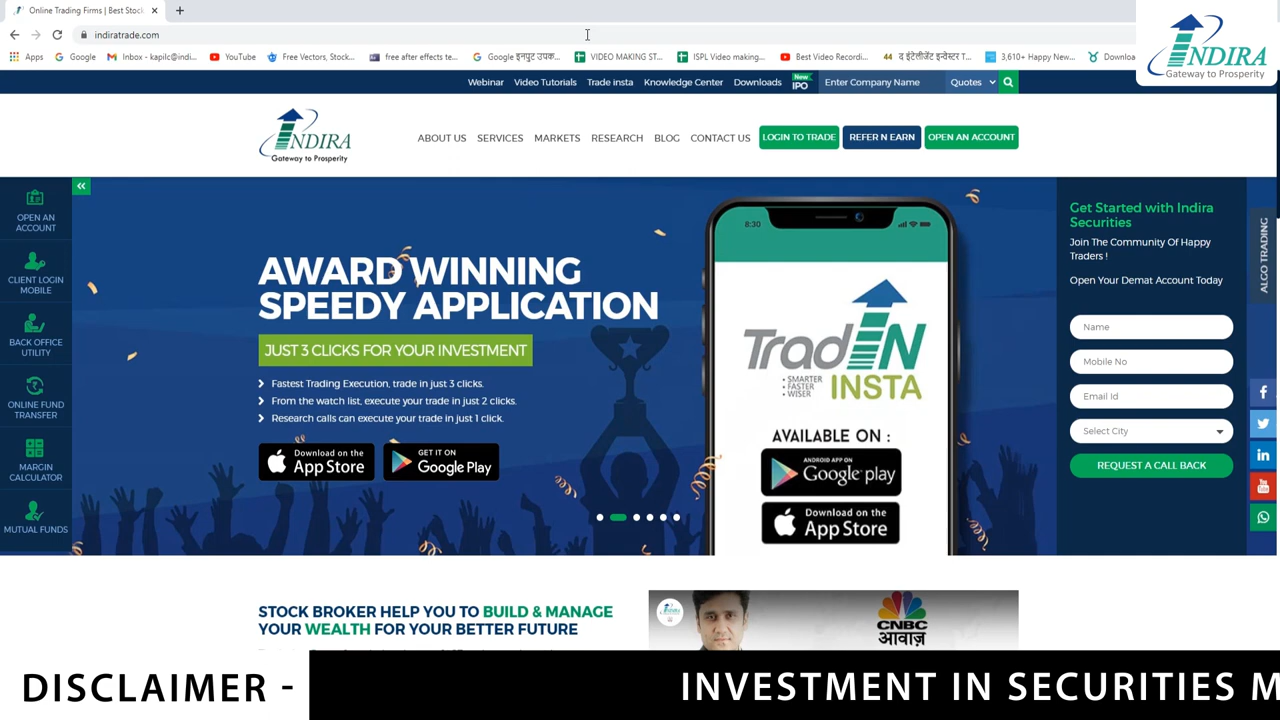 Online Trading Firms | Best Stoc
indiratrade.com
Apps
Google
Inbox - kapilc@indi...
YouTube
Free Vectors, Stock...
free after effects te...
Google इनपुट उपक...
VIDEO MAKING ST...
ISPL Video making...
Best Video Recordi...
44 द इंटेलीजेंट इन्वेस्टर T...
3,610+ Happy New...
Downloa
INDIRA
Gateway to Prosperity
Webinar
Video Tutorials
Trade insta
Knowledge Center
Downloads
New
IPO
Enter Company Name
Quotes
INDIRA
Gateway to Prosperity
ABOUT US
SERVICES
MARKETS
RESEARCH
BLOG
CONTACT US
LOGIN TO TRADE
REFER N EARN
OPEN AN ACCOUNT
OPEN AN
ACCOUNT
CLIENT LOGIN
MOBILE
BACK OFFICE
UTILITY
ONLINE FUND
TRANSFER
MARGIN
CALCULATOR
MUTUAL FUNDS
AWARD WINNING
SPEEDY APPLICATION
JUST 3 CLICKS FOR YOUR INVESTMENT
Fastest Trading Execution, trade in just 3 clicks.
From the watch list, execute your trade in just 2 clicks.
Research calls can execute your trade in just 1 click.
Download on the
App Store
GET IT ON
Google Play
8:30
TradIN
SMARTER
FASTER
WISER
INSTA
AVAILABLE ON :
ANDROID APP ON
Google play
Download on the
App Store
Get Started with Indira
Securities
Join The Community Of Happy
Traders !
Open Your Demat Account Today
Name
Mobile No
Email Id
Select City
REQUEST A CALL BACK
ALGO TRADING
STOCK BROKER HELP YOU TO BUILD & MANAGE
YOUR WEALTH FOR YOUR BETTER FUTURE
CNBC
आवाज़
DISCLAIMER -
INVESTMENT IN SECURITIES M